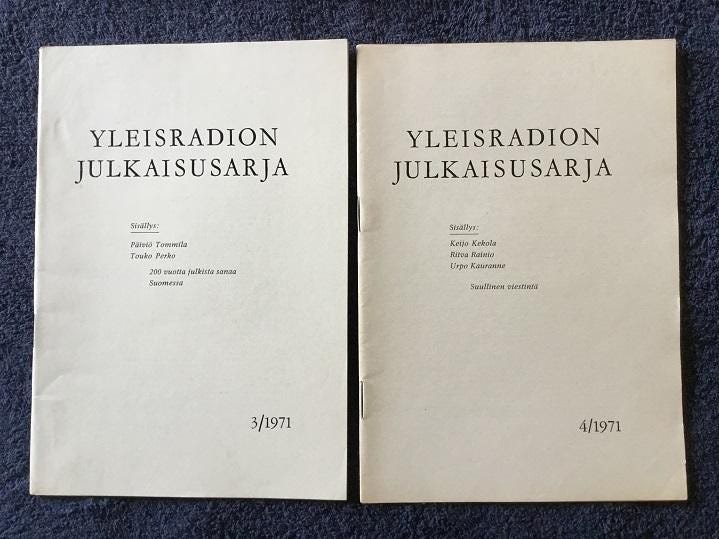 YLEISRADION
JULKAISUSARJA
Sisällys:
Päiviö Tommila
Touko Perko
200 vuotta julkista sanaa
Suomessa
3/1971
YLEISRADION
JULKAISUSARJA
Sisällys:
Keijo Kekola
Ritva Rainio
Urpo Kauranne
Suullinen viestintä
4/1971